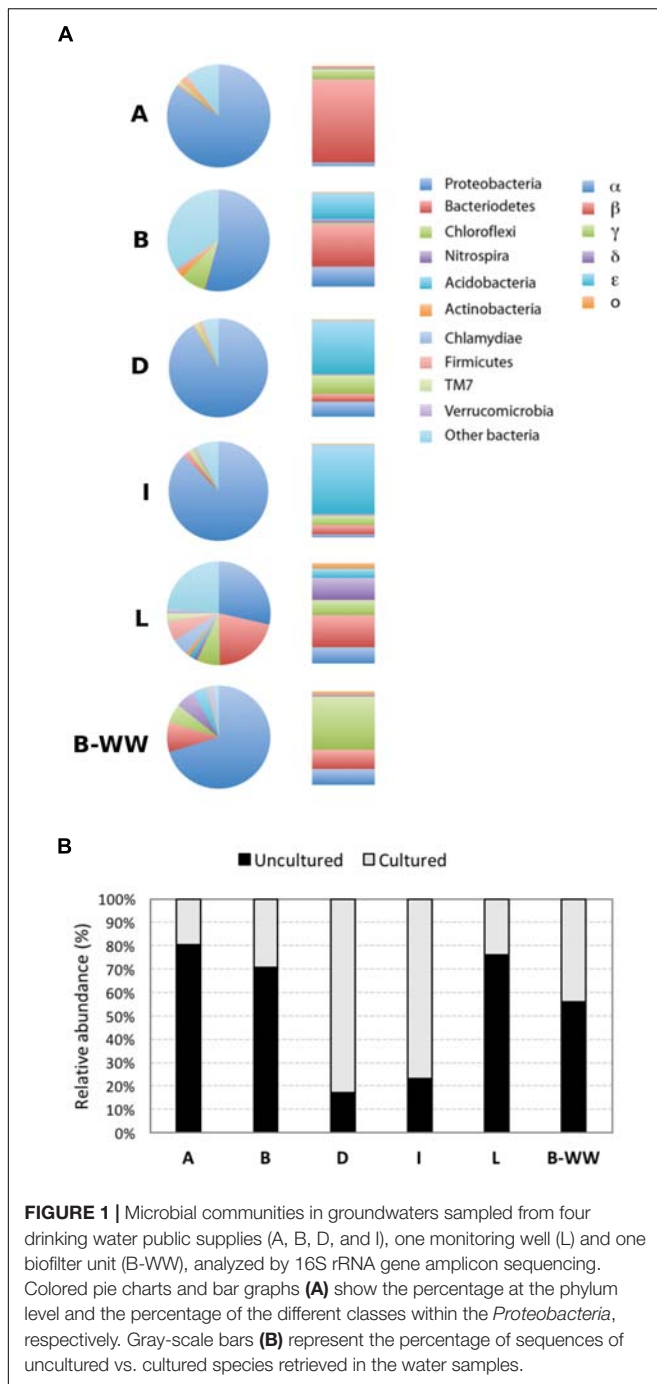 A
A
B
D
I
L
B-WW
Proteobacteria
Bacteriodetes
Chloroflexi
Nitrospira
Acidobacteria
Actinobacteria
Chlamydiae
Firmicutes
TM7
Verrucomicrobia
Other bacteria
α
β
γ
δ
ε
ο
B
Uncultured Cultured
Relative abundance (%)
100%
90%
80%
70%
60%
50%
40%
30%
20%
10%
0%
A B D I L B-WW
FIGURE 1 | Microbial communities in groundwaters sampled from four
drinking water public supplies (A, B, D, and I), one monitoring well (L) and one
biofilter unit (B-WW), analyzed by 16S rRNA gene amplicon sequencing.
Colored pie charts and bar graphs (A) show the percentage at the phylum
level and the percentage of the different classes within the Proteobacteria,
respectively. Gray-scale bars (B) represent the percentage of sequences of
uncultured vs. cultured species retrieved in the water samples.